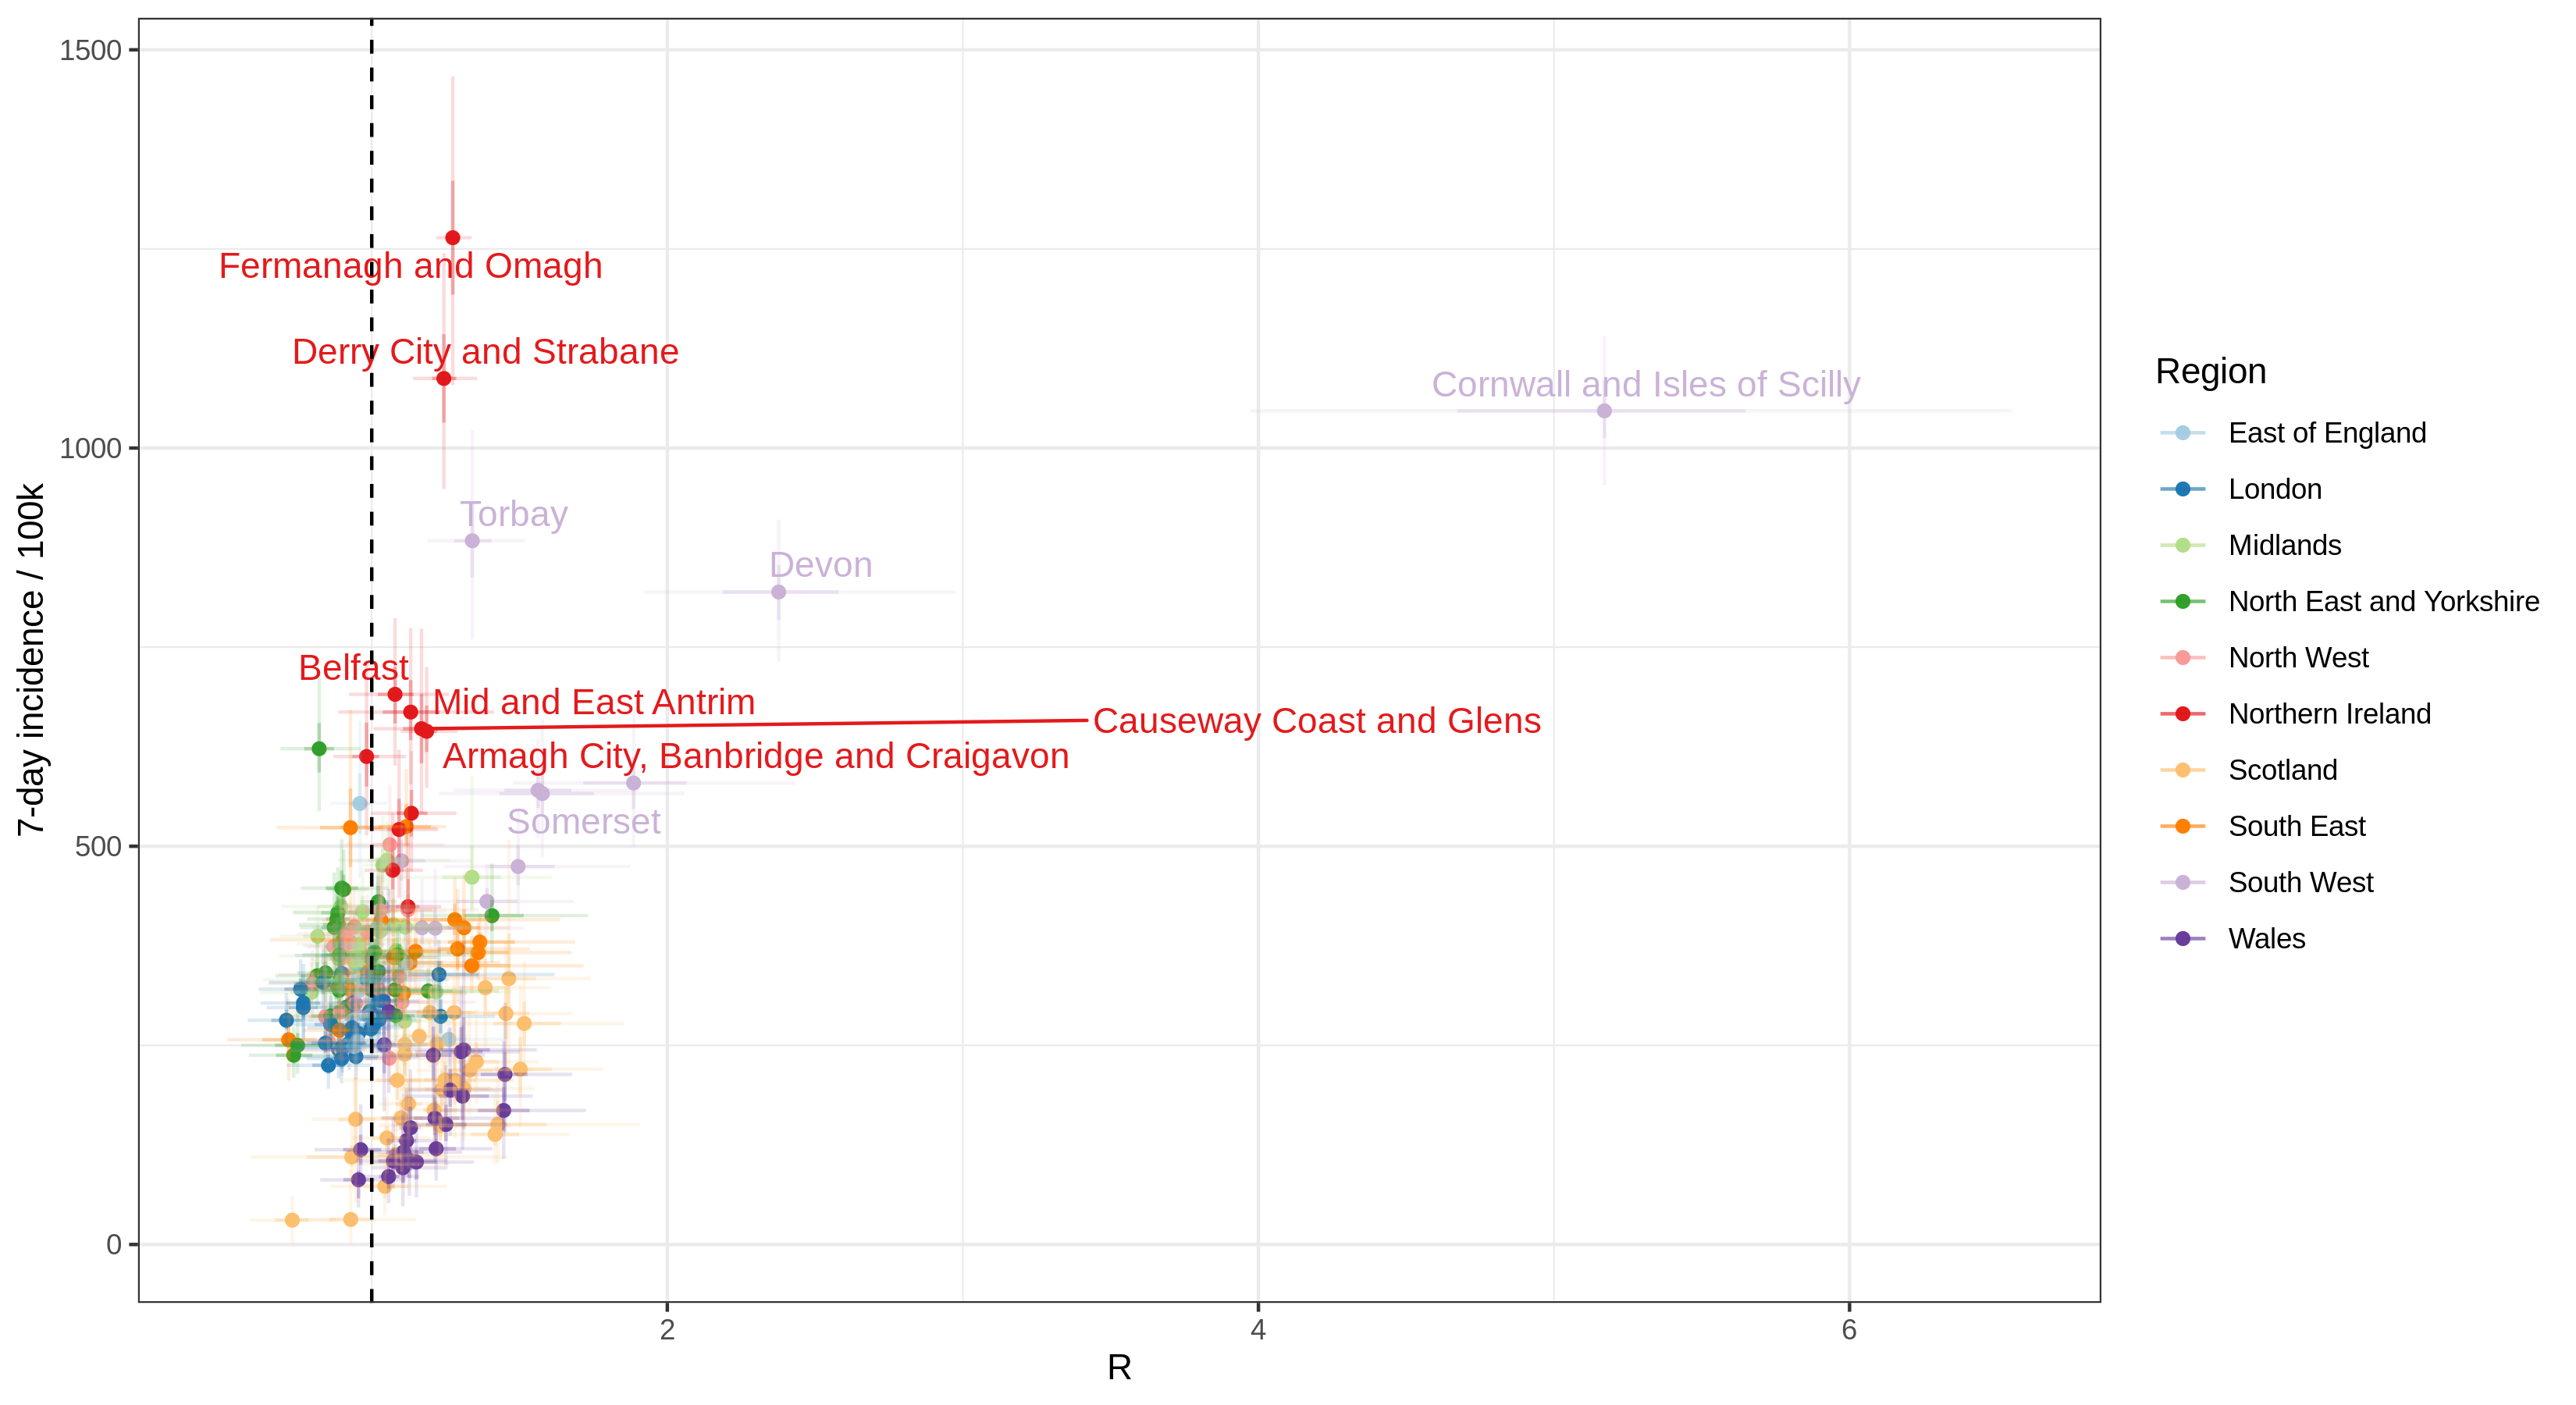 1500
1000
500
0
7-day incidence / 100k
Fermanagh and Omagh
Derry City and Strabane
Cornwall and Isles of Scilly
Torbay
Devon
Belfast
Mid and East Antrim
Causeway Coast and Glens
Armagh City, Banbridge and Craigavon
Somerset
2
4
6
R
Region
East of England
London
Midlands
North East and Yorkshire
North West
Northern Ireland
Scotland
South East
South West
Wales